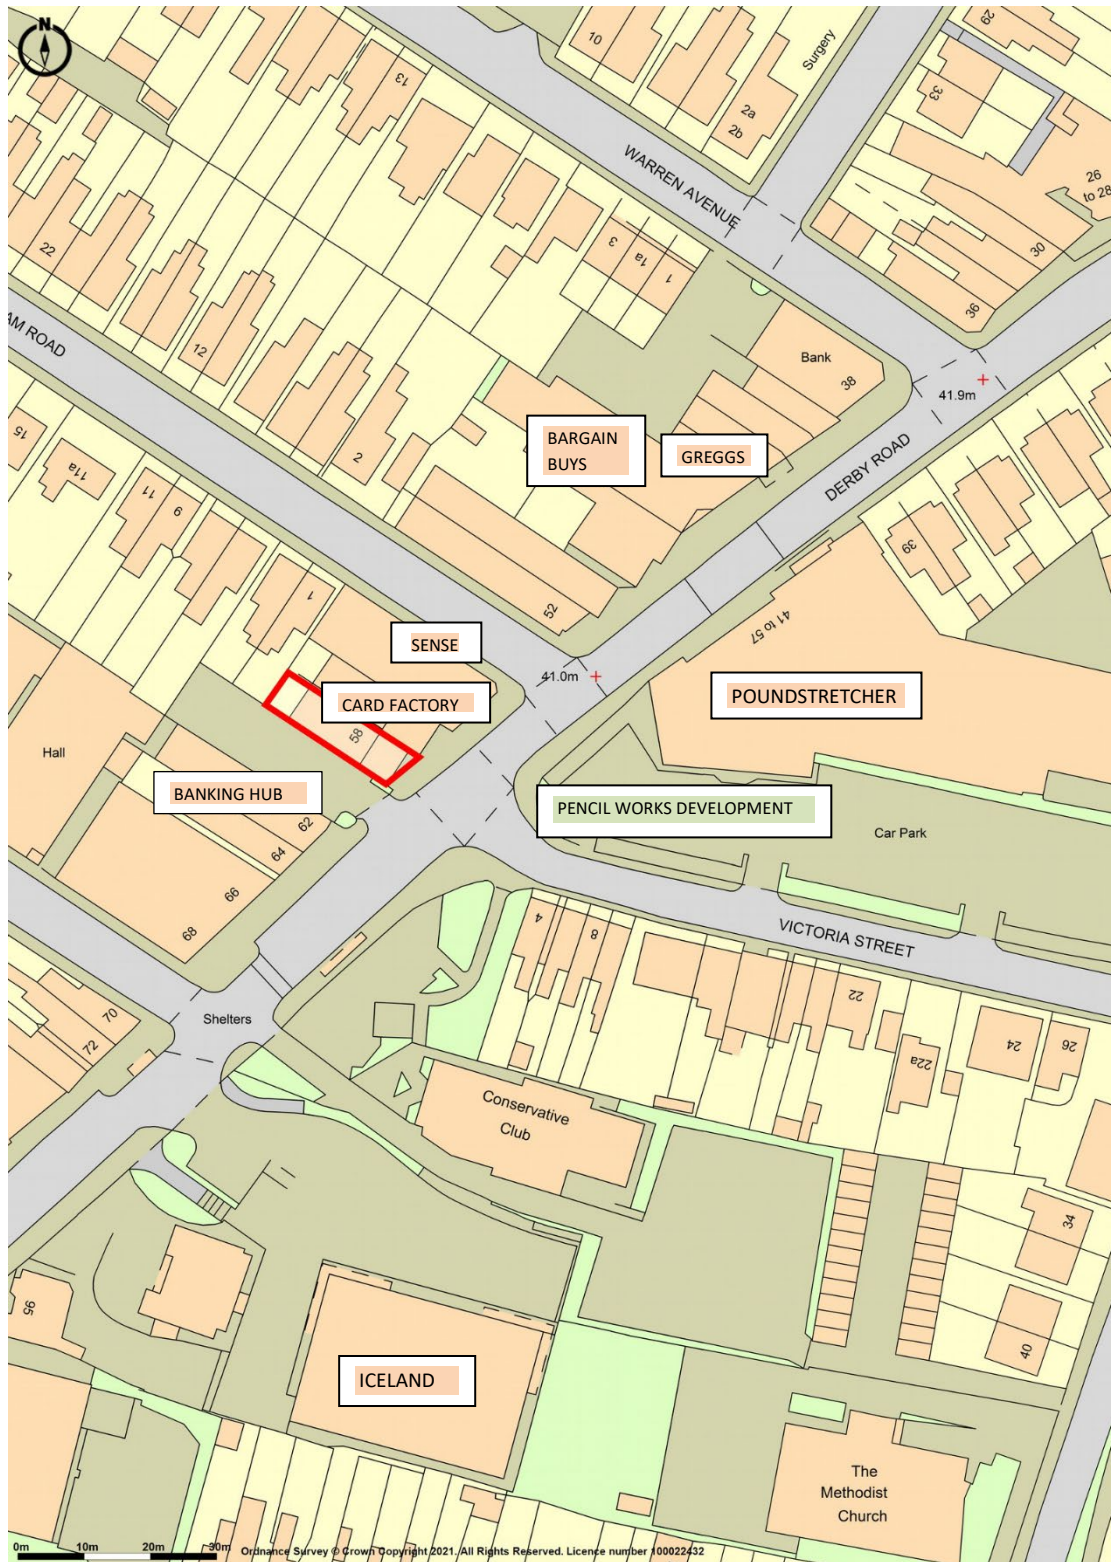 N
29
10
Surgery
13
2a
2b
33
WARREN AVENUE
26
to 28
22
3
1a
1
30
36
AM ROAD
12
Bank
38
41.9m
2
BARGAIN
BUYS
GREGGS
DERBY ROAD
15
11a
11
9
39
1
52
41 to 57
SENSE
41.0m
CARD FACTORY
POUNDSTRETCHER
58
Hall
BANKING HUB
PENCIL WORKS DEVELOPMENT
62
Car Park
64
66
68
4
8
VICTORIA STREET
22
70
Shelters
72
24
26
22a
Conservative
Club
34
95
40
ICELAND
The
Methodist
Church
0m 10m 20m 30m
Ordnance Survey © Crown Copyright 2021. All Rights Reserved. Licence number 100022432